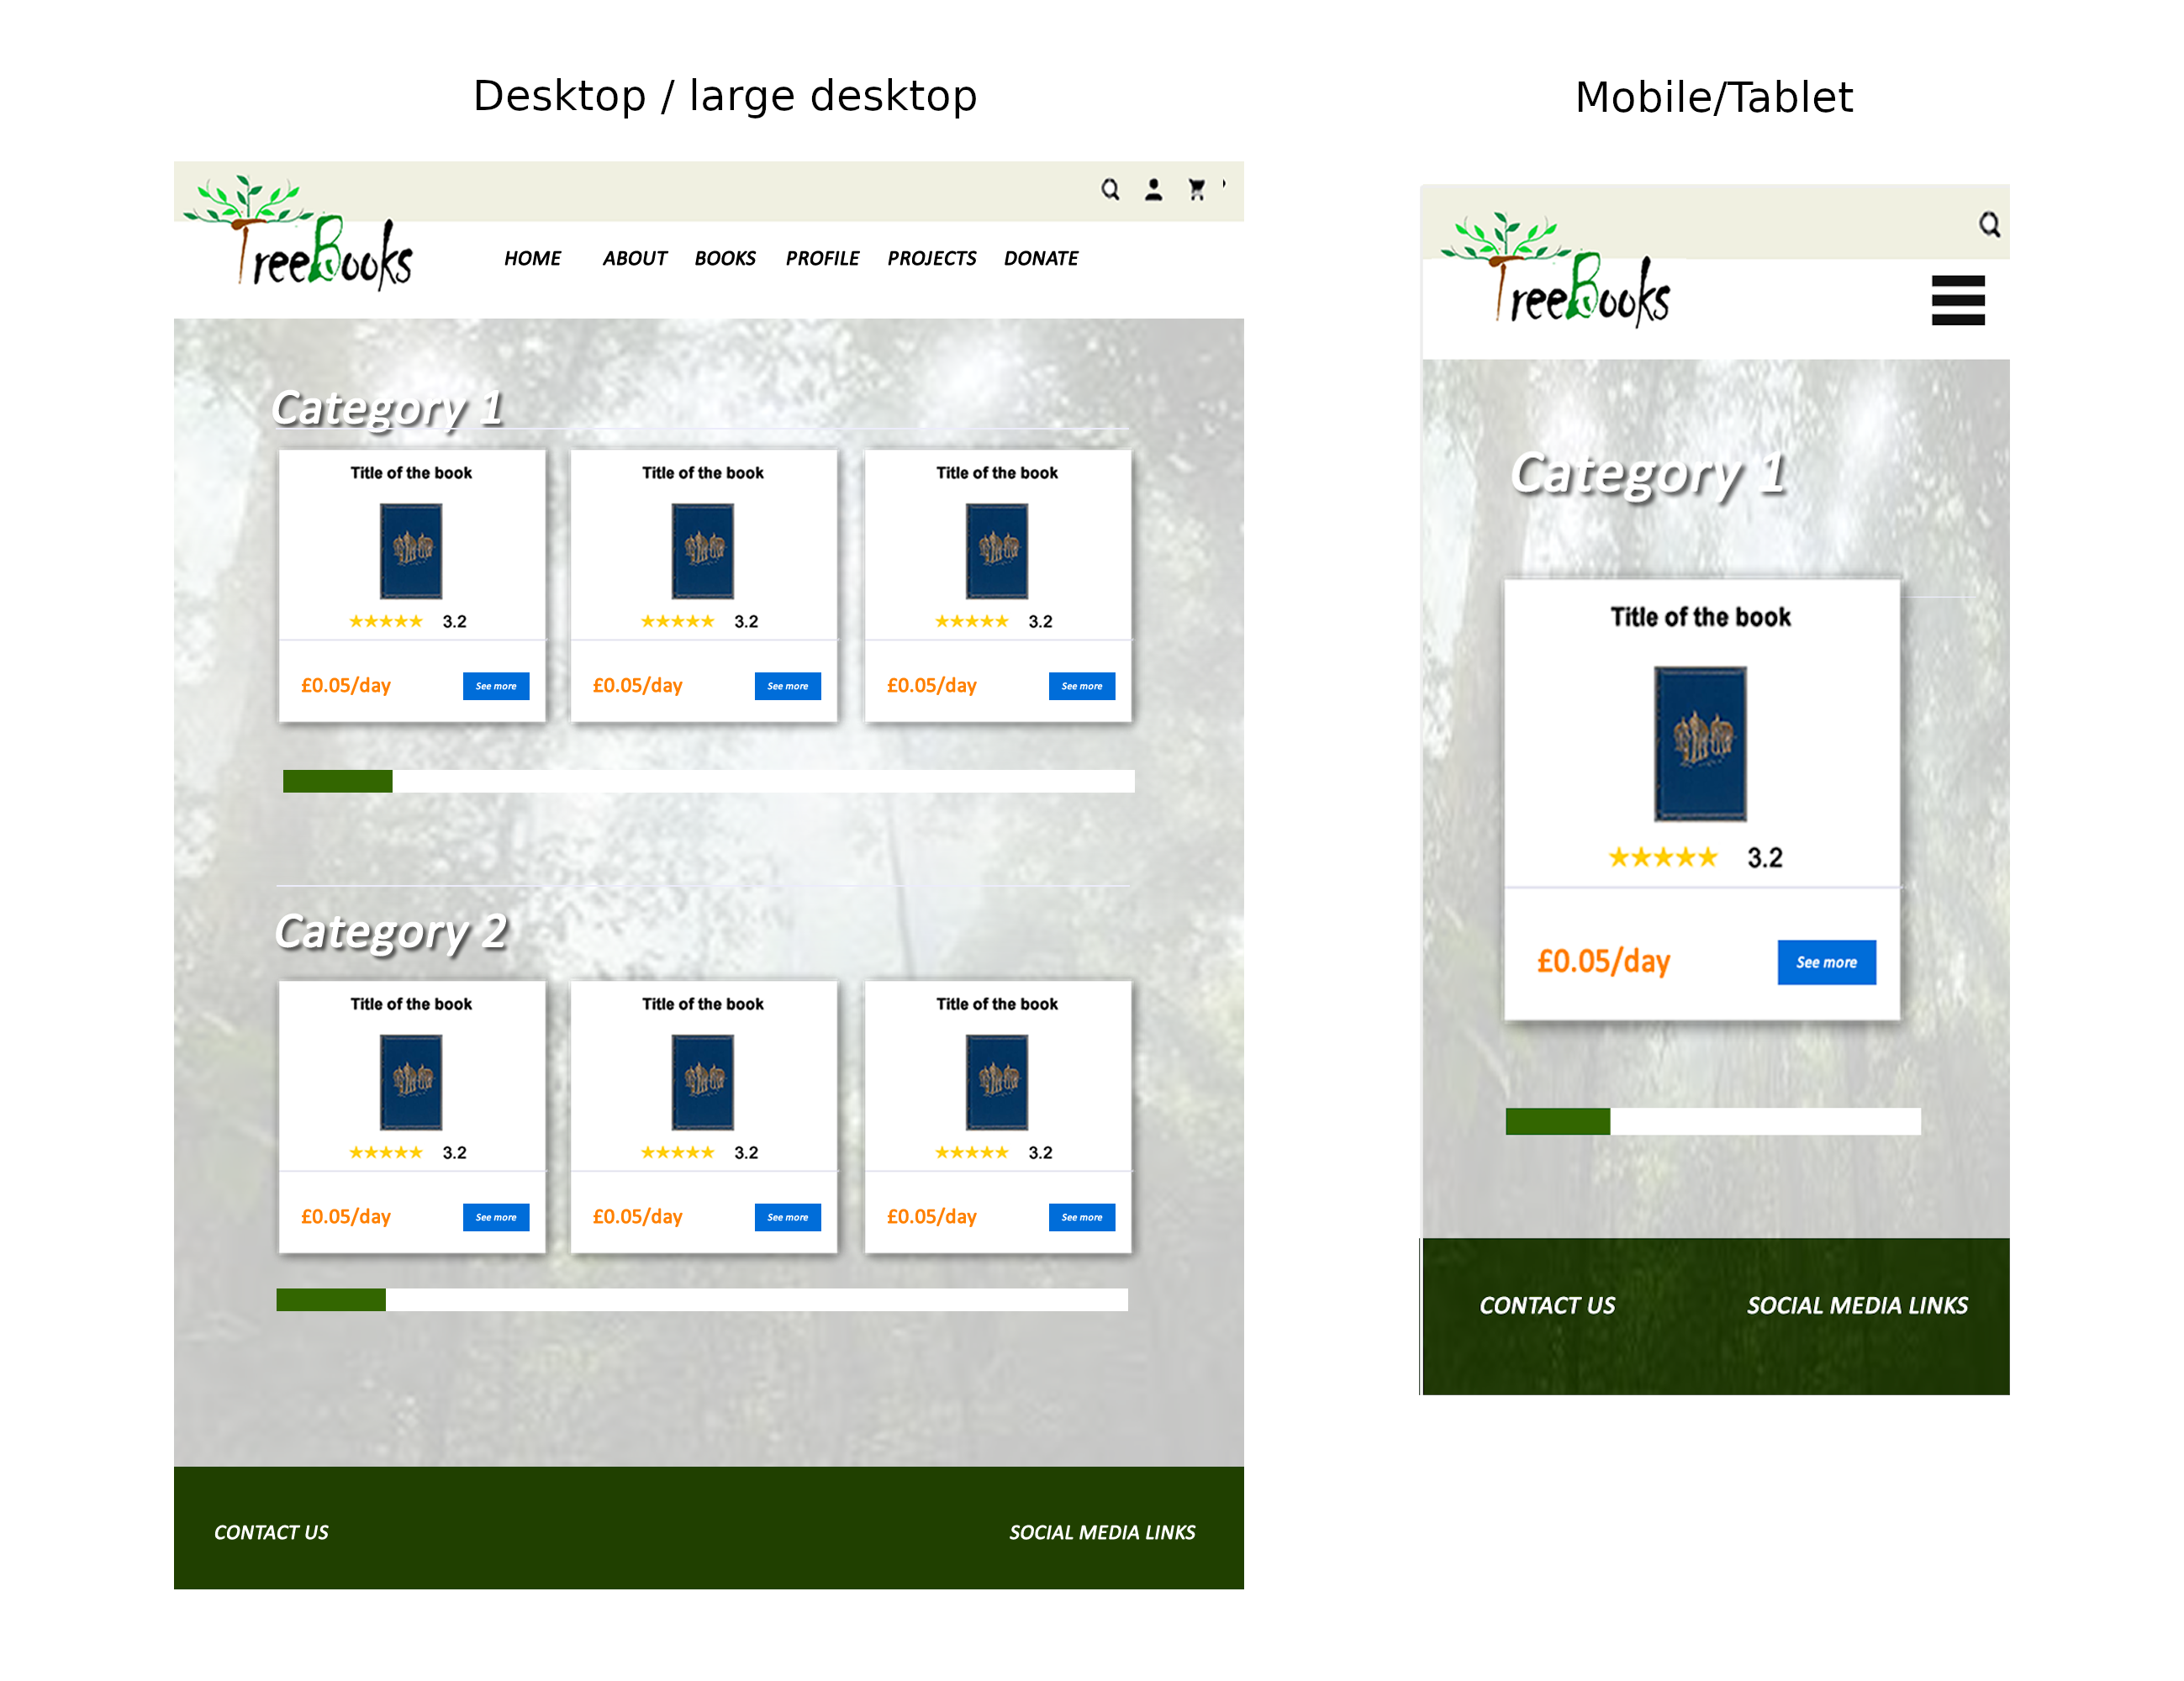 Desktop / large desktop
TreeBooks
HOME ABOUT BOOKS PROFILE PROJECTS DONATE
Category 1
Title of the book Title of the book Title of the book
★★★★★ 3.2 ★★★★★ 3.2 ★★★★★ 3.2
£0.05/day See more £0.05/day See more £0.05/day See more
Category 2
Title of the book Title of the book Title of the book
★★★★★ 3.2 ★★★★★ 3.2 ★★★★★ 3.2
£0.05/day See more £0.05/day See more £0.05/day See more
CONTACT US SOCIAL MEDIA LINKS
Mobile/Tablet
TreeBooks
Category 1
Title of the book
★★★★★ 3.2
£0.05/day See more
CONTACT US SOCIAL MEDIA LINKS